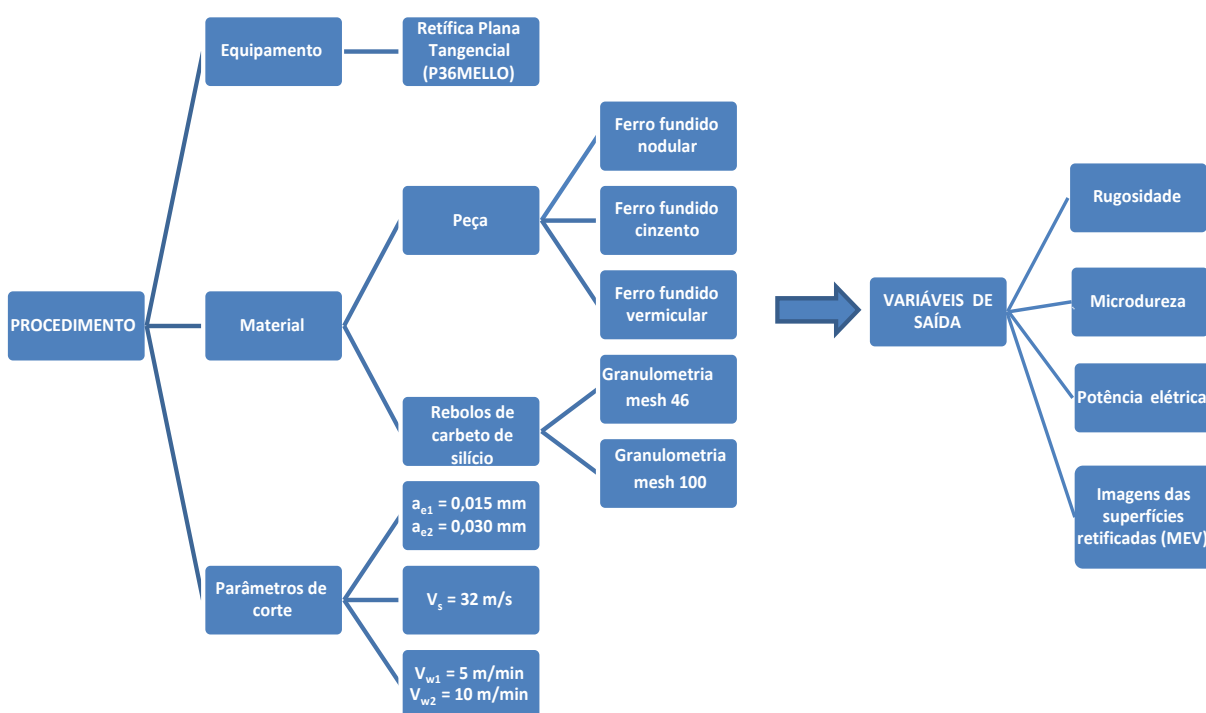 PROCEDIMENTO
Equipamento
Retífica Plana
Tangencial
(P36MELLO)
Material
Peça
Ferro fundido
nodular
Ferro fundido
cinzento
Ferro fundido
vermicular
Rebolos de
carbeto de
silício
Granulometria
mesh 46
Granulometria
mesh 100
Parâmetros de
corte
ae1 = 0,015 mm
ae2 = 0,030 mm
Vs = 32 m/s
Vw1 = 5 m/min
Vw2 = 10 m/min
VARIÁVEIS DE
SAÍDA
Rugosidade
Microdureza
Potência elétrica
Imagens das
superfícies
retificadas (MEV)